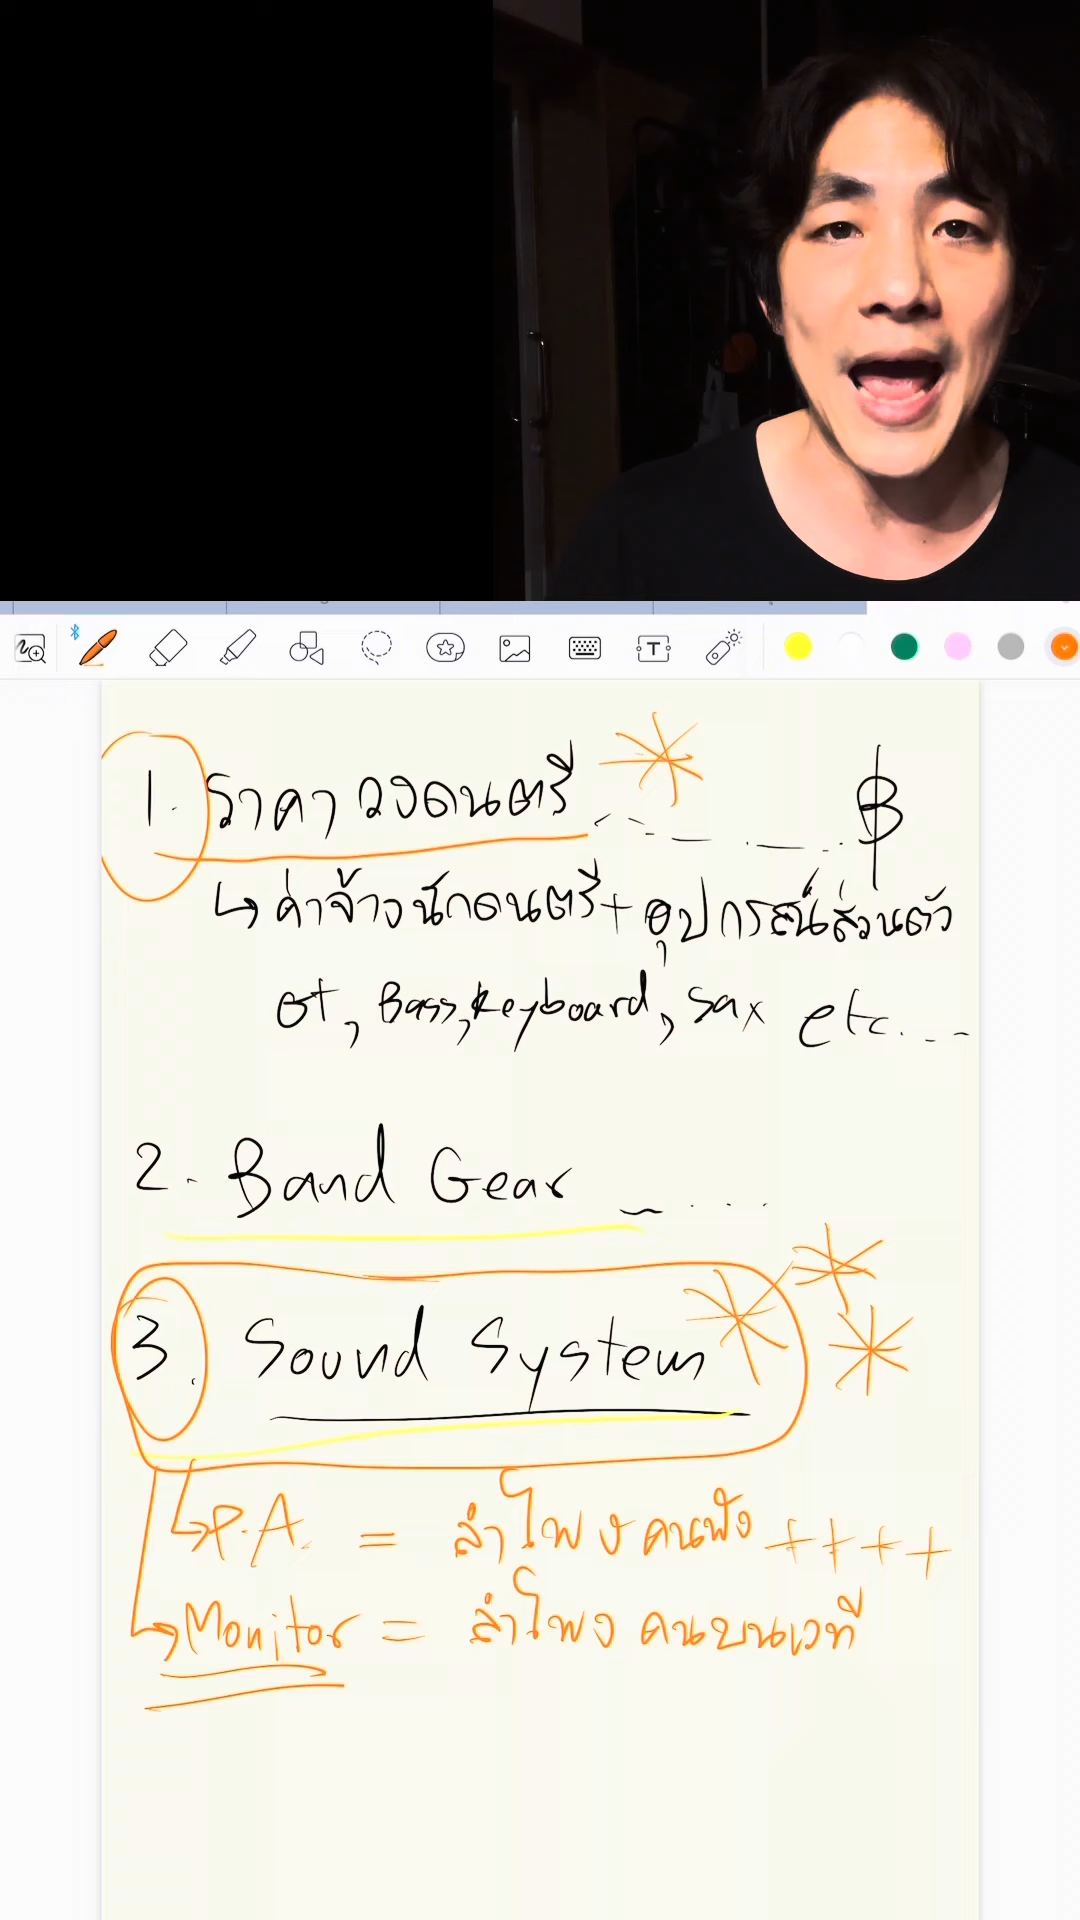 1. ราคาวงดนตรี ฿
↳ ค่าจ้างนักดนตรี + อุปกรณ์ส่วนตัว
Gt, Bass, Keyboard, Sax etc...
2. Band Gear
3. Sound System
↳ P.A. = ลำโพงคนฟัง ++++
↳ Monitor = ลำโพงคนบนเวที